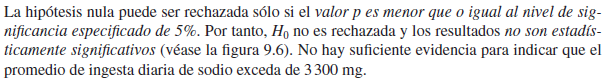 La hipótesis nula puede ser rechazada sólo si el valor p es menor que o igual al nivel de sig-
nificancia especificado de 5%. Por tanto, H₀ no es rechazada y los resultados no son estadís-
ticamente significativos (véase la figura 9.6). No hay suficiente evidencia para indicar que el
promedio de ingesta diaria de sodio exceda de 3 300 mg.